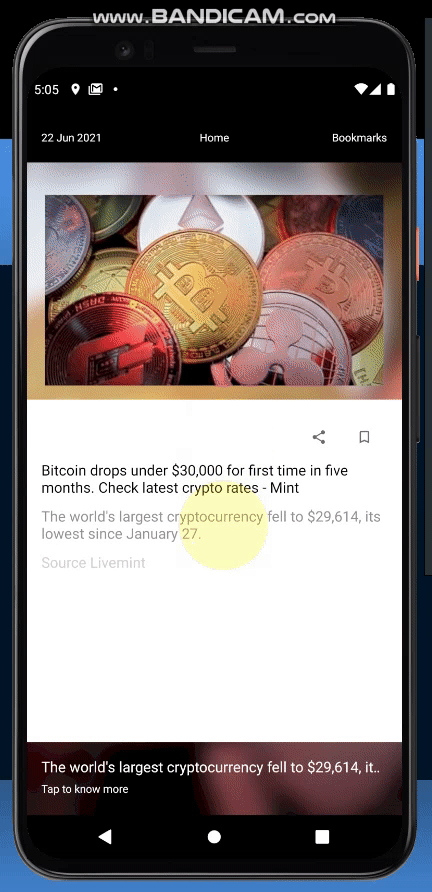 www.BANDICAM.com
5:05
22 Jun 2021 Home Bookmarks
DASH
Bitcoin drops under $30,000 for first time in five
months. Check latest crypto rates - Mint
The world's largest cryptocurrency fell to $29,614, its
lowest since January 27.
Source Livemint
The world's largest cryptocurrency fell to $29,614, it..
Tap to know more